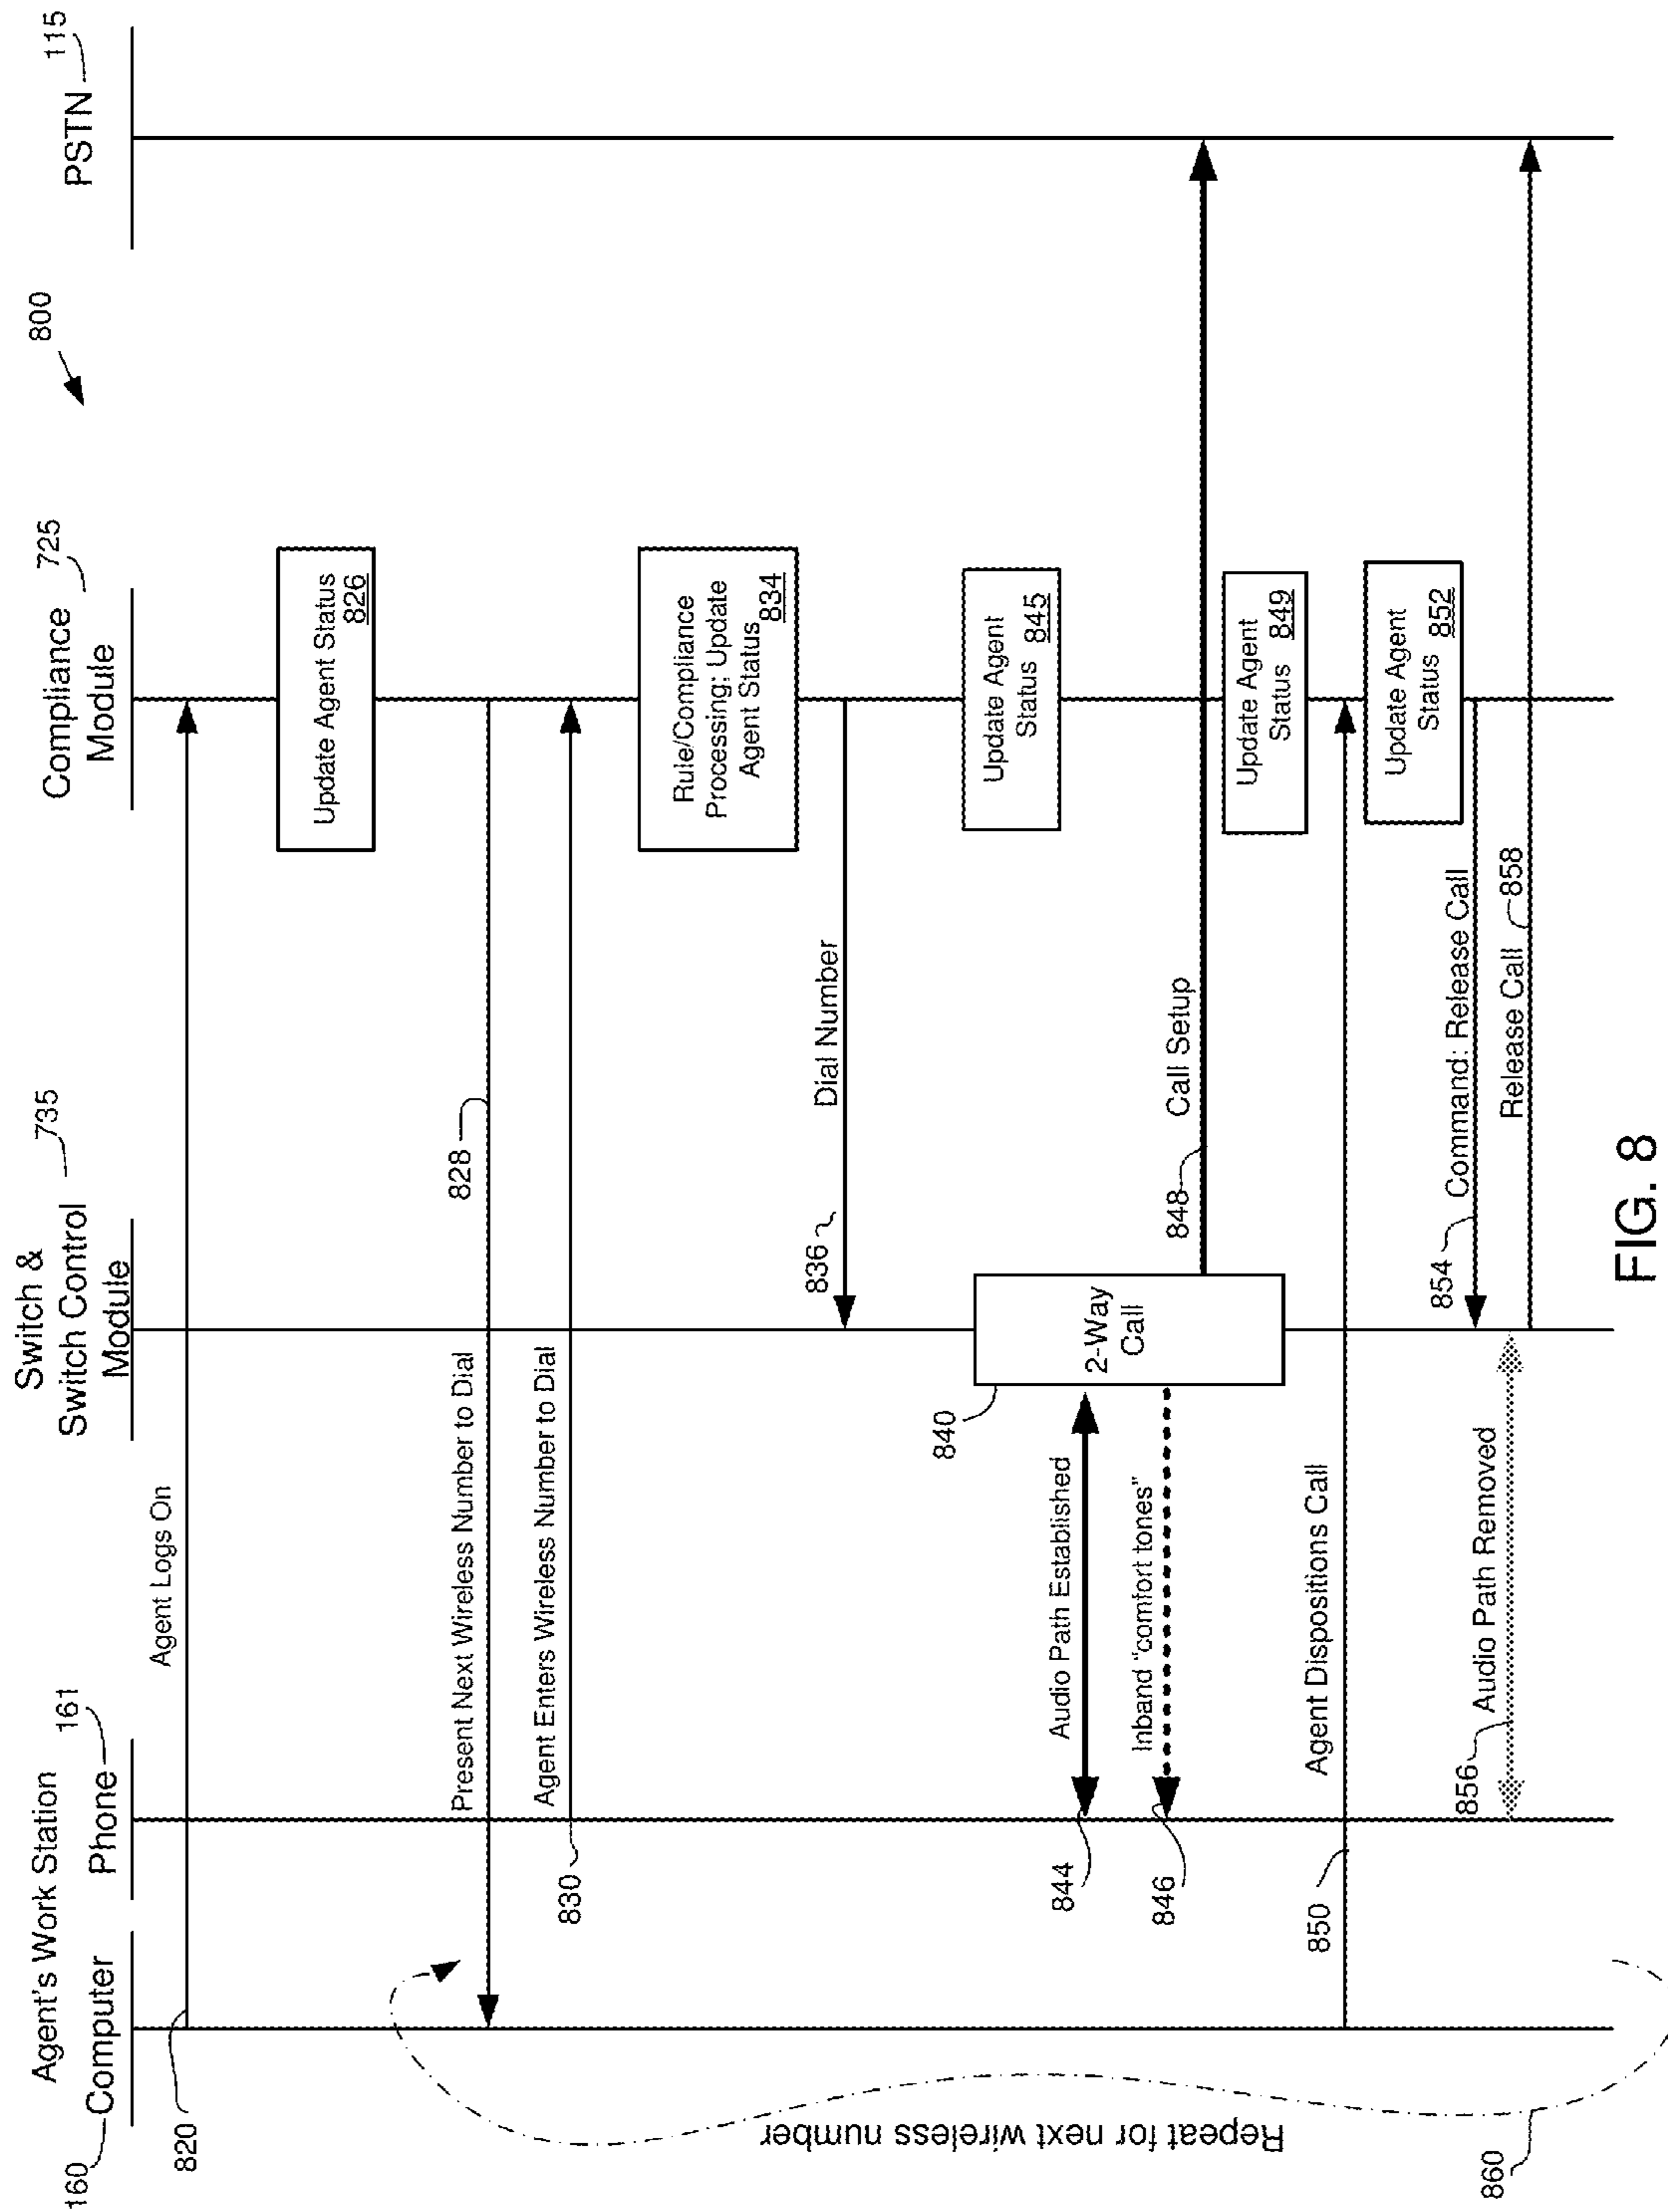 800
Agent's Work Station
160
Computer
Phone
161
Switch &
Switch Control
Module
735
Compliance
Module
725
PSTN
115
820
Agent Logs On
Update Agent Status
826
Present Next Wireless Number to Dial
828
830
Agent Enters Wireless Number to Dial
Rule/Compliance
Processing; Update
Agent Status
834
836
Dial Number
840
2-Way
Call
844
Audio Path Established
Update Agent
Status 845
846
Inband "comfort tones"
848
Call Setup
Update Agent
Status 849
850
Agent Dispositions Call
Update Agent
Status 852
854
Command: Release Call
856
Audio Path Removed
Release Call
858
Repeat for next wireless number
860
FIG. 8